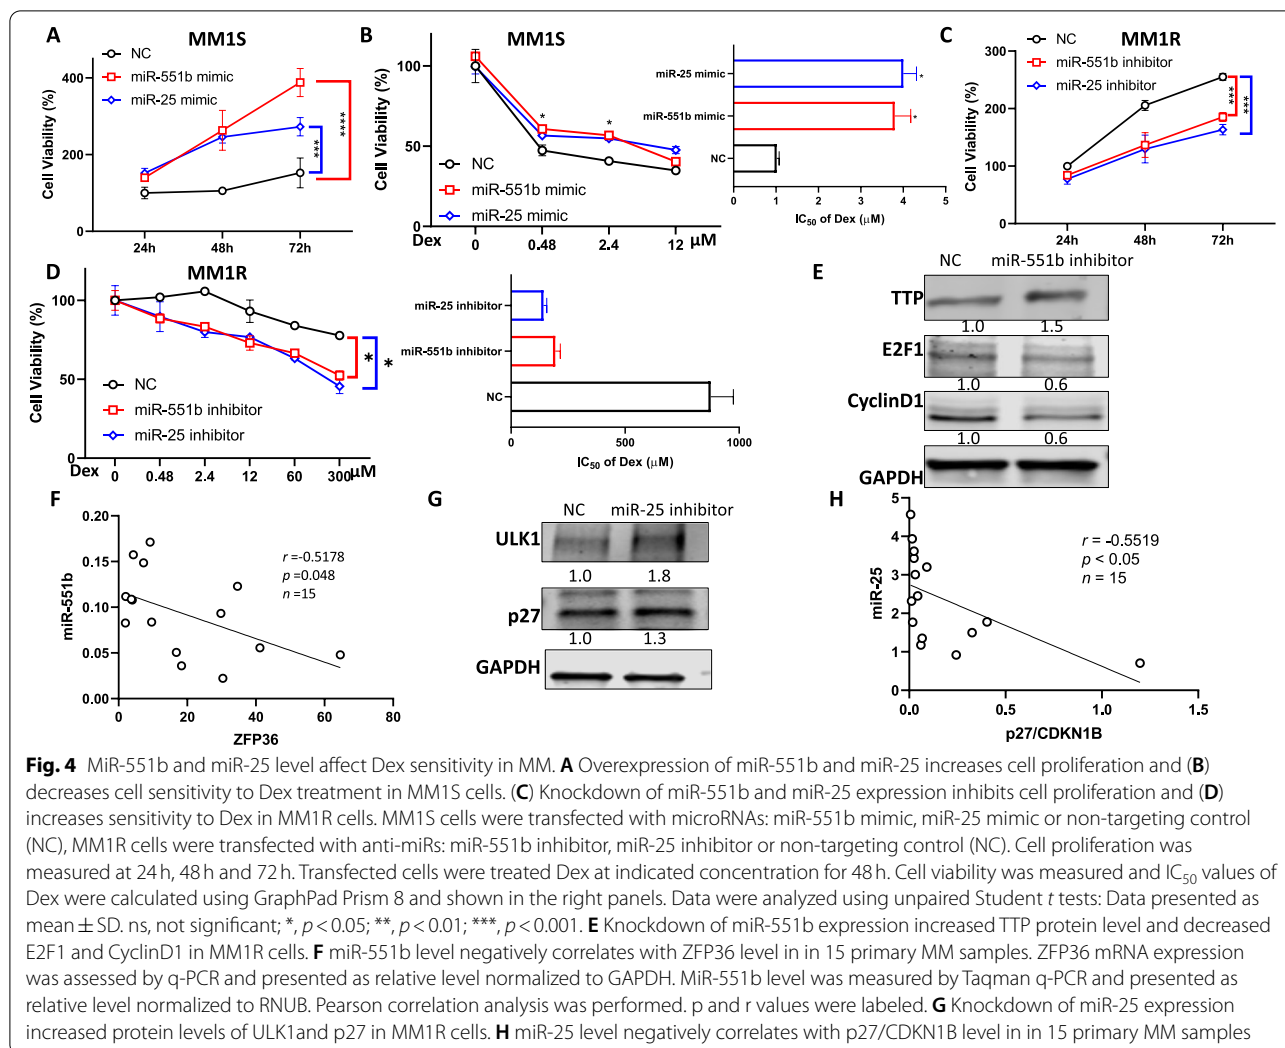 A
MM1S
NC
miR-551b mimic
miR-25 mimic
Cell Viability (%)
400
200
0
24h 48h 72h
***
****
B
MM1S
Cell Viability (%)
100
50
0
* *
NC
miR-551b mimic
miR-25 mimic
Dex 0 0.48 2.4 12 μM
miR-25 mimic *
miR-551b mimic *
NC
0 1 2 3 4 5
IC50 of Dex (μM)
C
NC
MM1R
miR-551b inhibitor
miR-25 inhibitor
Cell Viability (%)
300
200
100
0
24h 48h 72h
***
***
D
MM1R
Cell Viability (%)
100
50
0
NC
miR-551b inhibitor
miR-25 inhibitor
* *
Dex 0 0.48 2.4 12 60 300 μM
miR-25 inhibitor
miR-551b inhibitor
NC
0 500 1000
IC50 of Dex (μM)
E
NC miR-551b inhibitor
TTP
1.0 1.5
E2F1
1.0 0.6
CyclinD1
1.0 0.6
GAPDH
F
miR-551b
0.20
0.15
0.10
0.05
0.00
r =-0.5178
p =0.048
n =15
0 20 40 60 80
ZFP36
G
NC miR-25 inhibitor
ULK1
1.0 1.8
p27
1.0 1.3
GAPDH
H
miR-25
5
4
3
2
1
0
r = -0.5519
p < 0.05
n = 15
0.0 0.5 1.0 1.5
p27/CDKN1B
Fig. 4 MiR-551b and miR-25 level affect Dex sensitivity in MM. A Overexpression of miR-551b and miR-25 increases cell proliferation and (B)
decreases cell sensitivity to Dex treatment in MM1S cells. (C) Knockdown of miR-551b and miR-25 expression inhibits cell proliferation and (D)
increases sensitivity to Dex in MM1R cells. MM1S cells were transfected with microRNAs: miR-551b mimic, miR-25 mimic or non-targeting control
(NC), MM1R cells were transfected with anti-miRs: miR-551b inhibitor, miR-25 inhibitor or non-targeting control (NC). Cell proliferation was
measured at 24 h, 48 h and 72 h. Transfected cells were treated Dex at indicated concentration for 48 h. Cell viability was measured and IC50 values of
Dex were calculated using GraphPad Prism 8 and shown in the right panels. Data were analyzed using unpaired Student t tests: Data presented as
mean ± SD. ns, not significant; *, p < 0.05; **, p < 0.01; ***, p < 0.001. E Knockdown of miR-551b expression increased TTP protein level and decreased
E2F1 and CyclinD1 in MM1R cells. F miR-551b level negatively correlates with ZFP36 level in in 15 primary MM samples. ZFP36 mRNA expression
was assessed by q-PCR and presented as relative level normalized to GAPDH. MiR-551b level was measured by Taqman q-PCR and presented as
relative level normalized to RNUB. Pearson correlation analysis was performed. p and r values were labeled. G Knockdown of miR-25 expression
increased protein levels of ULK1and p27 in MM1R cells. H miR-25 level negatively correlates with p27/CDKN1B level in in 15 primary MM samples